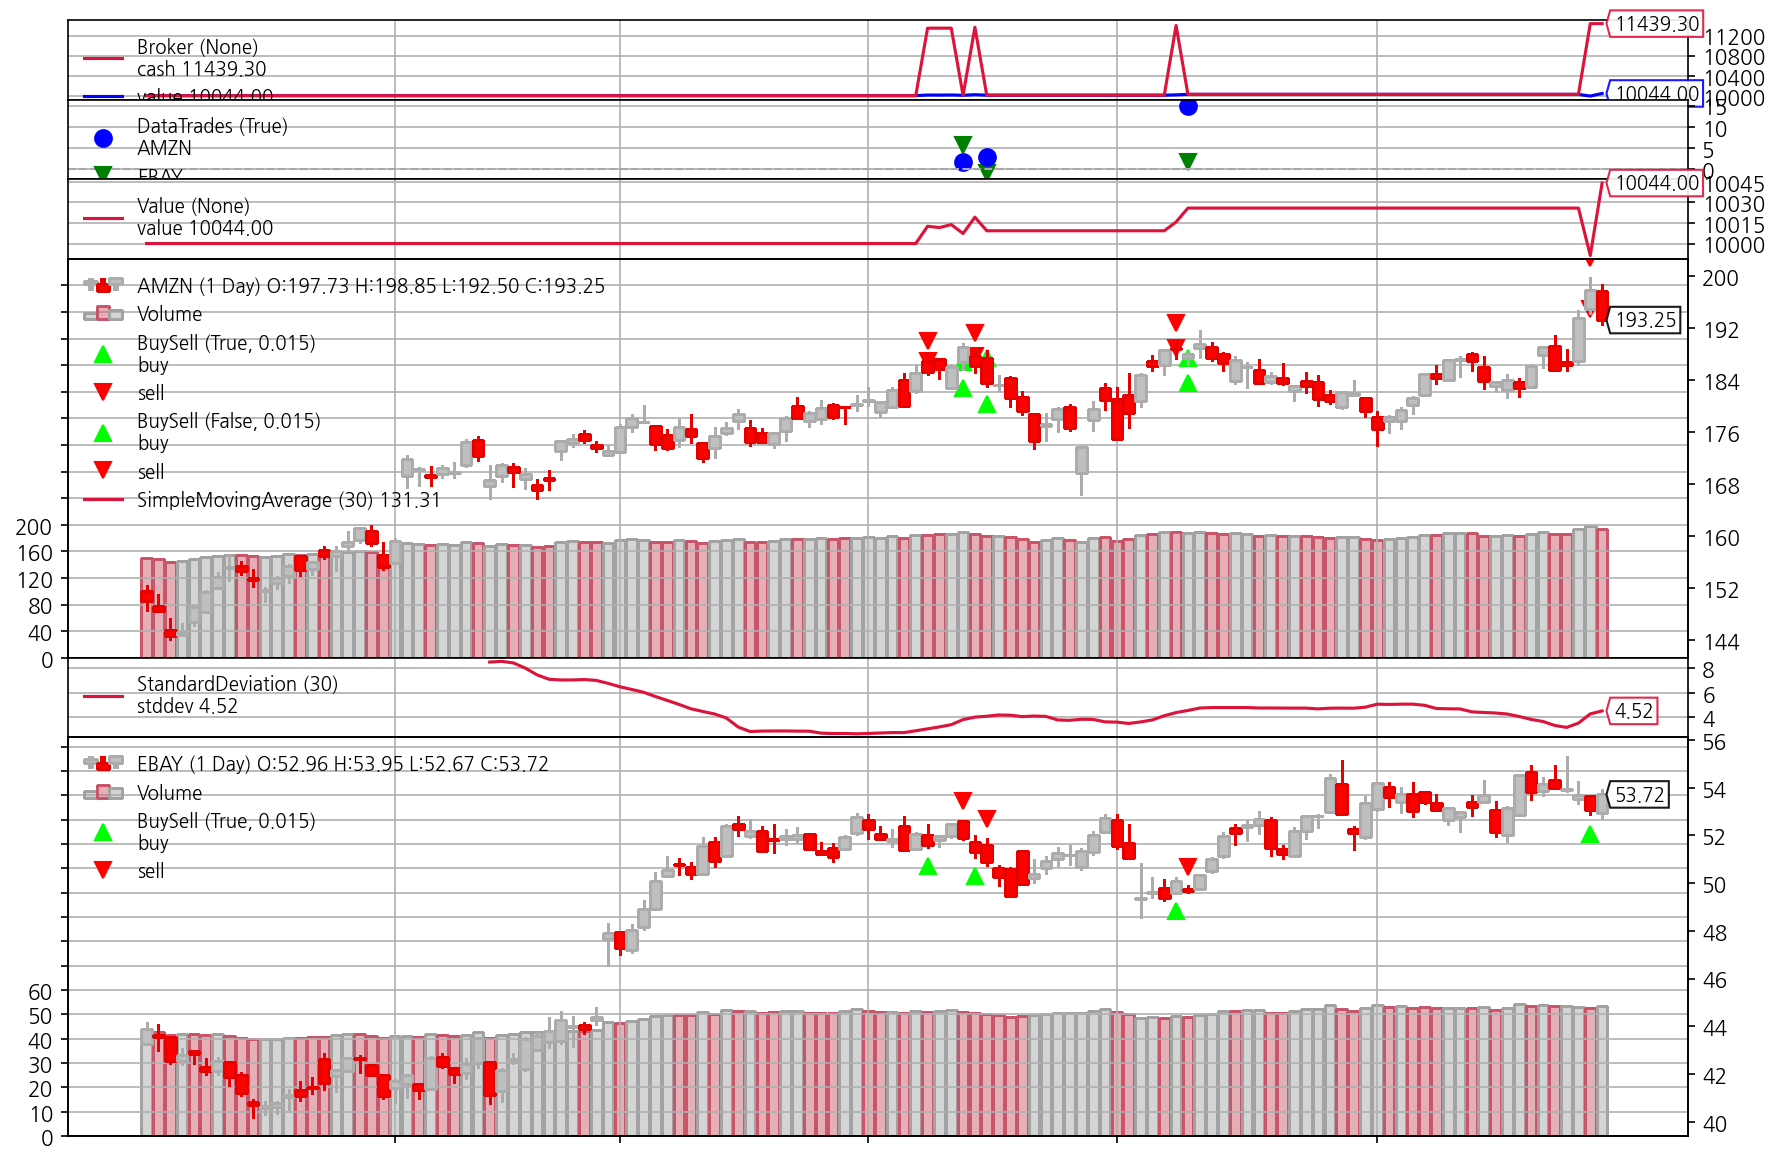 Broker (None)
cash 11439.30
value 10044.00
11439.30
11200
10800
10400
10044.00
10000
DataTrades (True)
AMZN
EBAY
15
10
5
0
Value (None)
value 10044.00
10044.00
10045
10030
10015
10000
AMZN (1 Day) O:197.73 H:198.85 L:192.50 C:193.25
Volume
BuySell (True, 0.015)
buy
sell
BuySell (False, 0.015)
buy
sell
SimpleMovingAverage (30) 131.31
200
193.25
192
184
176
168
160
152
144
200
160
120
80
40
0
StandardDeviation (30)
stddev 4.52
8
6
4.52
4
EBAY (1 Day) O:52.96 H:53.95 L:52.67 C:53.72
Volume
BuySell (True, 0.015)
buy
sell
56
54
53.72
52
50
48
46
44
42
40
60
50
40
30
20
10
0